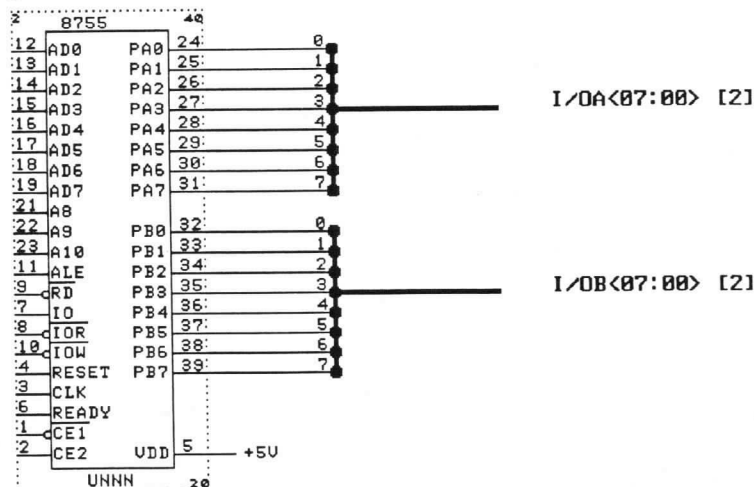 2 8755 40
12 AD0 PA0 24 0
13 AD1 PA1 25 1
14 AD2 PA2 26 2
15 AD3 PA3 27 3 I/OA<07:00> [2]
16 AD4 PA4 28 4
17 AD5 PA5 29 5
18 AD6 PA6 30 6
19 AD7 PA7 31 7
21 A8
22 A9 PB0 32 0
23 A10 PB1 33 1
11 ALE PB2 34 2
9 RD PB3 35 3 I/OB<07:00> [2]
7 IO PB4 36 4
8 IOR PB5 37 5
10 IOW PB6 38 6
4 RESET PB7 39 7
3 CLK
6 READY
1 CE1
2 CE2 VDD 5 +5V
UNNN 20